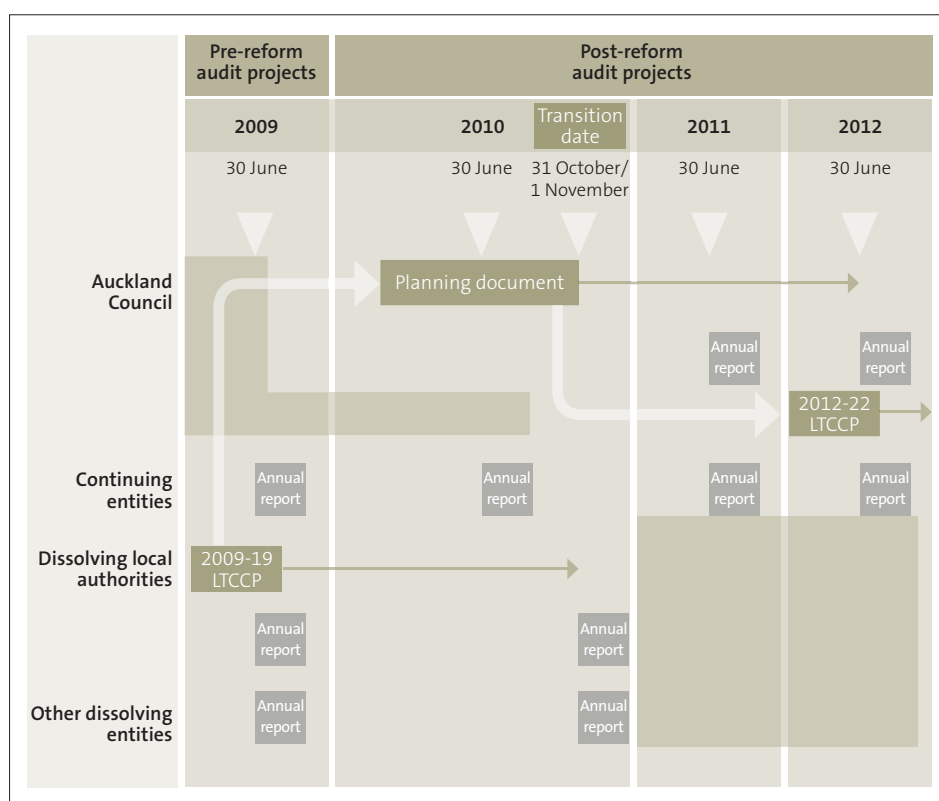 Pre-reform
audit projects
Post-reform
audit projects
2009
2010
Transition
date
2011
2012
30 June
30 June
31 October/
1 November
30 June
30 June
Auckland
Council
Planning document
Annual
report
Annual
report
2012-22
LTCCP
Continuing
entities
Annual
report
Annual
report
Annual
report
Annual
report
Dissolving local
authorities
2009-19
LTCCP
Annual
report
Annual
report
Other dissolving
entities
Annual
report
Annual
report